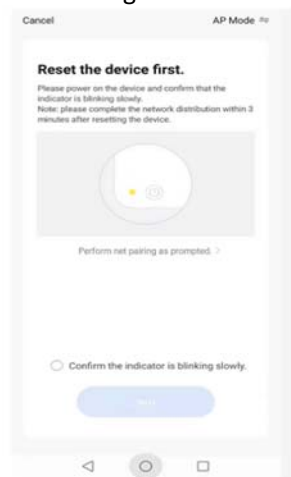 Cancel AP Mode
Reset the device first.
Please power on the device and confirm that the
indicator is blinking slowly.
Note: please complete the network distribution within 3
minutes after resetting the device.
Perform net pairing as prompted. >
Confirm the indicator is blinking slowly.